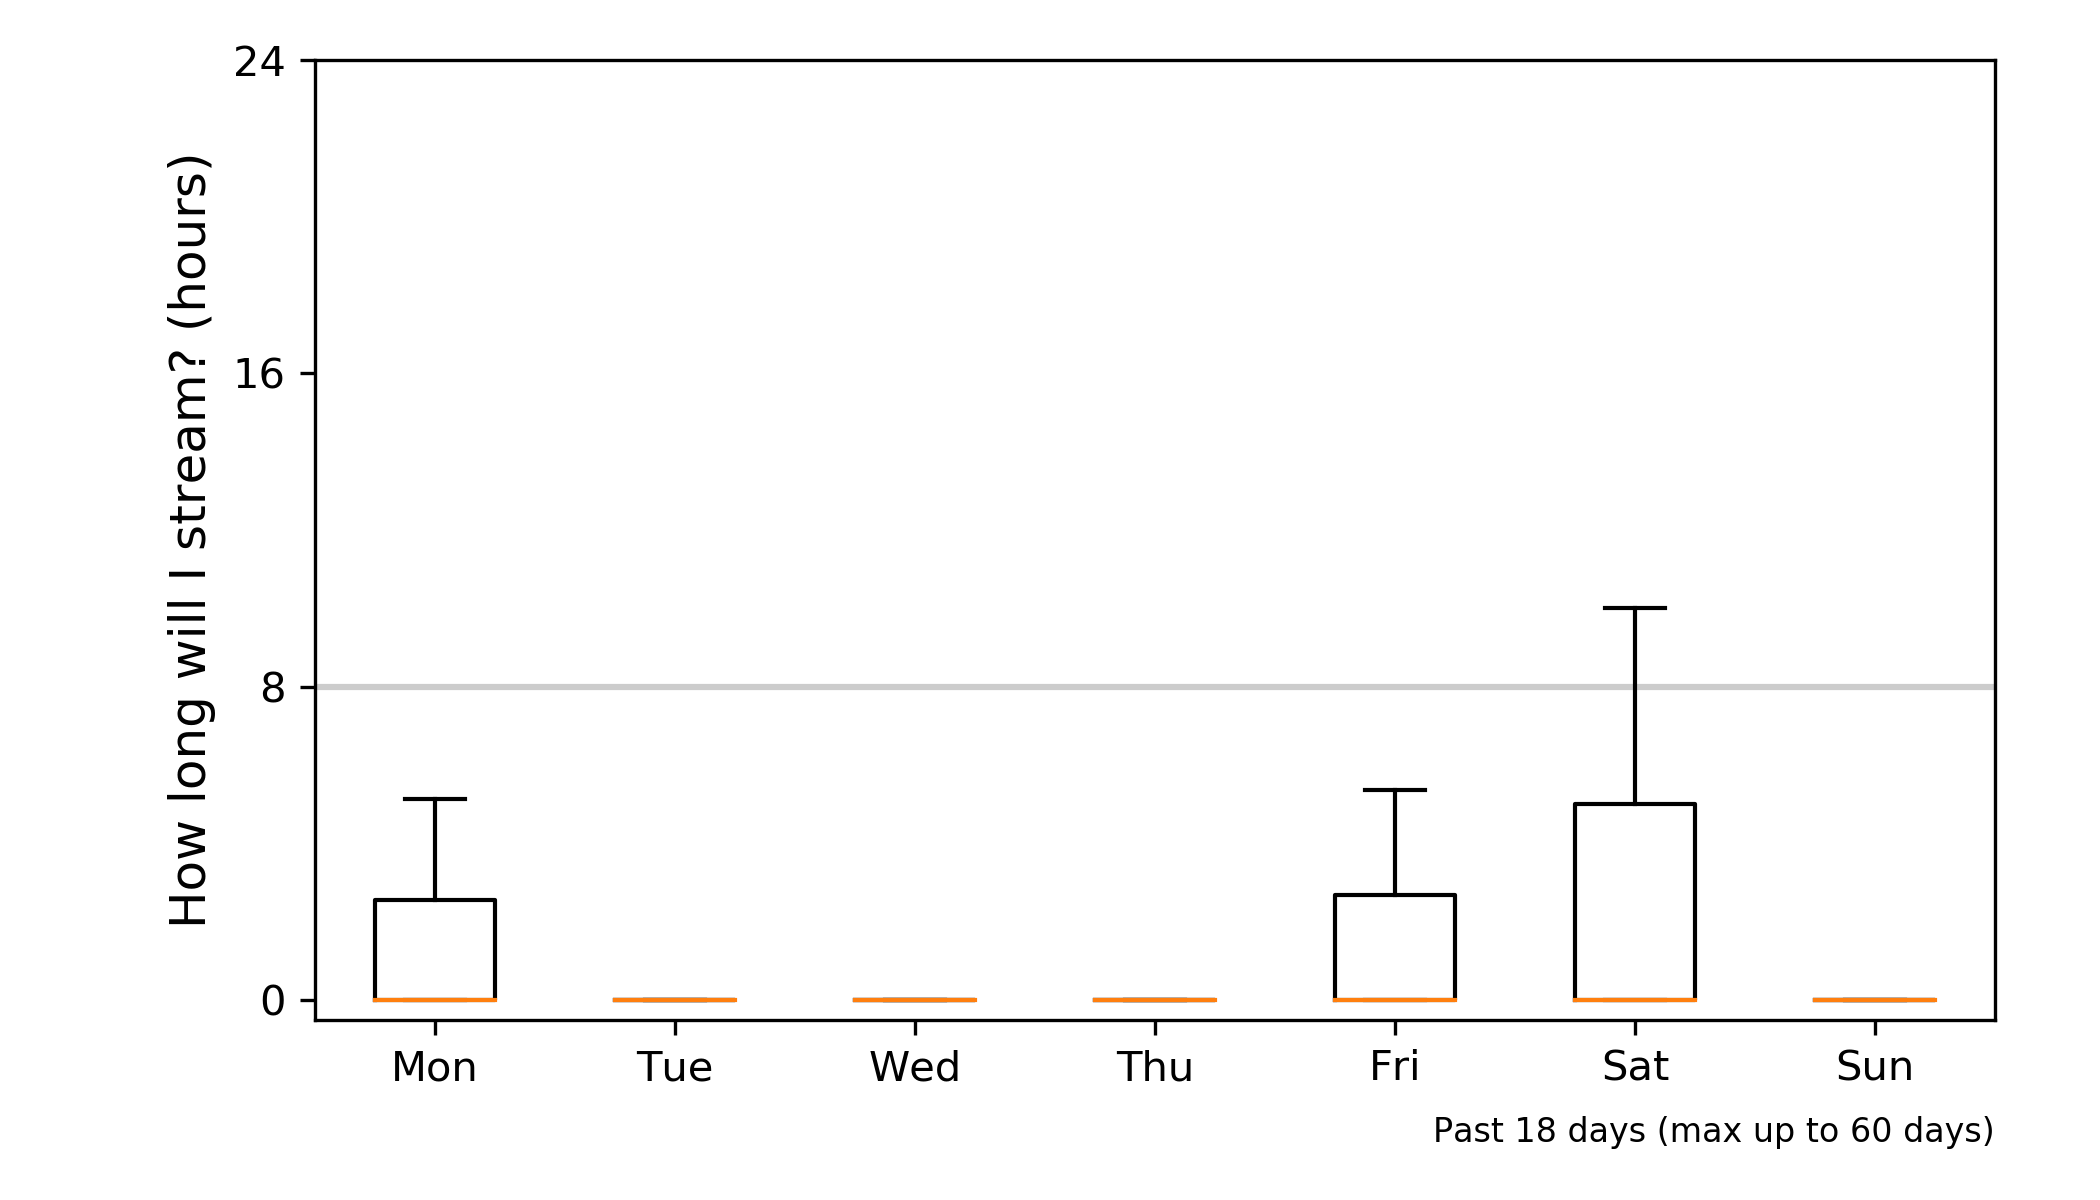 How long will I stream? (hours)
24
16
8
0
Mon Tue Wed Thu Fri Sat Sun
Past 18 days (max up to 60 days)